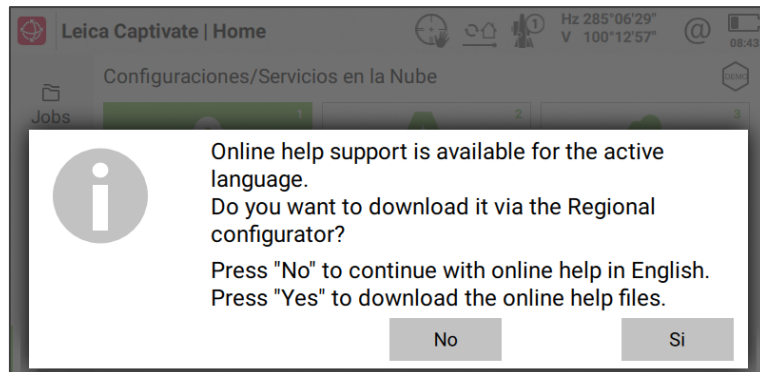 Leica Captivate | Home
1
Hz 285°06'29"
V 100°12'57"
@
08:43
Configuraciones/Servicios en la Nube
DEMO
Jobs
1
2
3
Online help support is available for the active
language.
Do you want to download it via the Regional
configurator?
Press "No" to continue with online help in English.
Press "Yes" to download the online help files.
No
Si